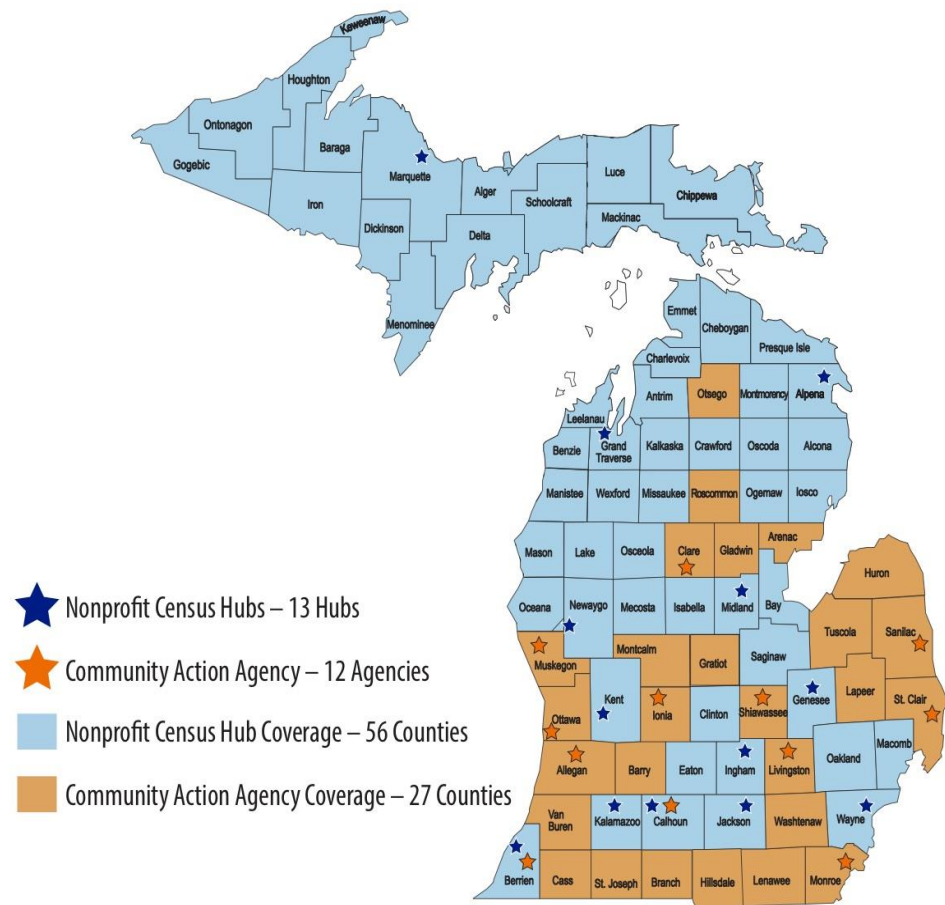 Keweenaw
Houghton
Ontonagon
Baraga
Gogebic
Marquette
Luce
Alger
Chippewa
Schoolcraft
Iron
Mackinac
Dickinson
Delta
Menominee
Emmet
Cheboygan
Presque Isle
Charlevoix
Antrim
Otsego
Montmorency
Alpena
Leelanau
Benzie
Grand
Traverse
Kalkaska
Crawford
Oscoda
Alcona
Manistee
Wexford
Missaukee
Roscommon
Ogemaw
Iosco
Mason
Lake
Osceola
Clare
Gladwin
Arenac
Huron
Oceana
Newaygo
Mecosta
Isabella
Midland
Bay
Tuscola
Sanilac
Muskegon
Montcalm
Gratiot
Saginaw
Kent
Ottawa
Ionia
Clinton
Shiawassee
Genesee
Lapeer
St. Clair
Macomb
Oakland
Allegan
Barry
Eaton
Ingham
Livingston
Van
Buren
Kalamazoo
Calhoun
Jackson
Washtenaw
Wayne
Berrien
Cass
St. Joseph
Branch
Hillsdale
Lenawee
Monroe
Nonprofit Census Hubs – 13 Hubs
Community Action Agency – 12 Agencies
Nonprofit Census Hub Coverage – 56 Counties
Community Action Agency Coverage – 27 Counties